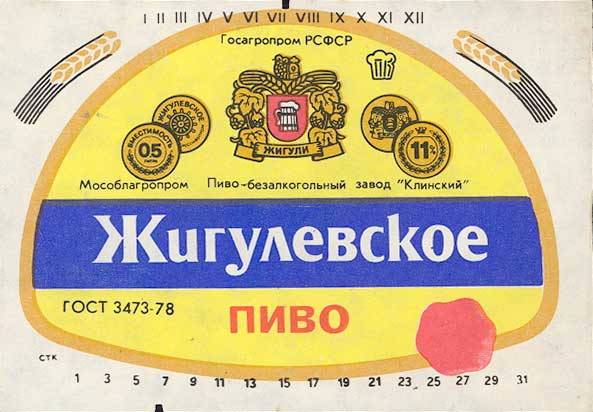 I II III IV V VI VII VIII IX X XI XII
Госагропром РСФСР
ЖИГУЛЕВСКОЕ
ВМЕСТИМОСТЬ
0,5
ЛИТРА
ЖИГУЛИ
11%
Мособлагропром Пиво-безалкогольный завод "Клинский"
Жигулевское
ГОСТ 3473-78
ПИВО
СТК
1 3 5 7 9 11 13 15 17 19 21 23 25 27 29 31